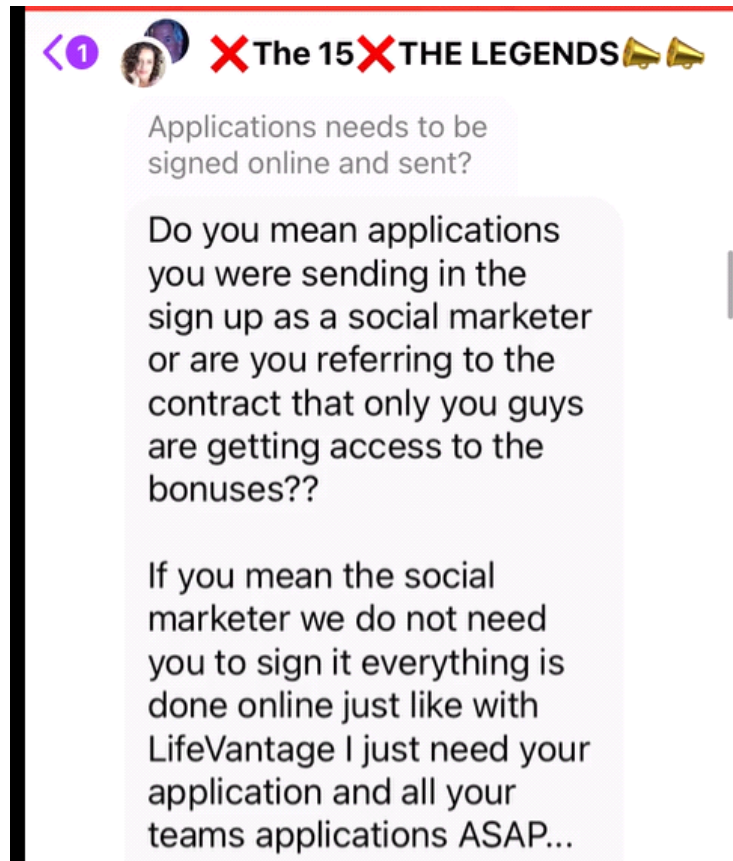 1 ❌The 15❌THE LEGENDS📣📣
Applications needs to be
signed online and sent?
Do you mean applications
you were sending in the
sign up as a social marketer
or are you referring to the
contract that only you guys
are getting access to the
bonuses??
If you mean the social
marketer we do not need
you to sign it everything is
done online just like with
LifeVantage I just need your
application and all your
teams applications ASAP...